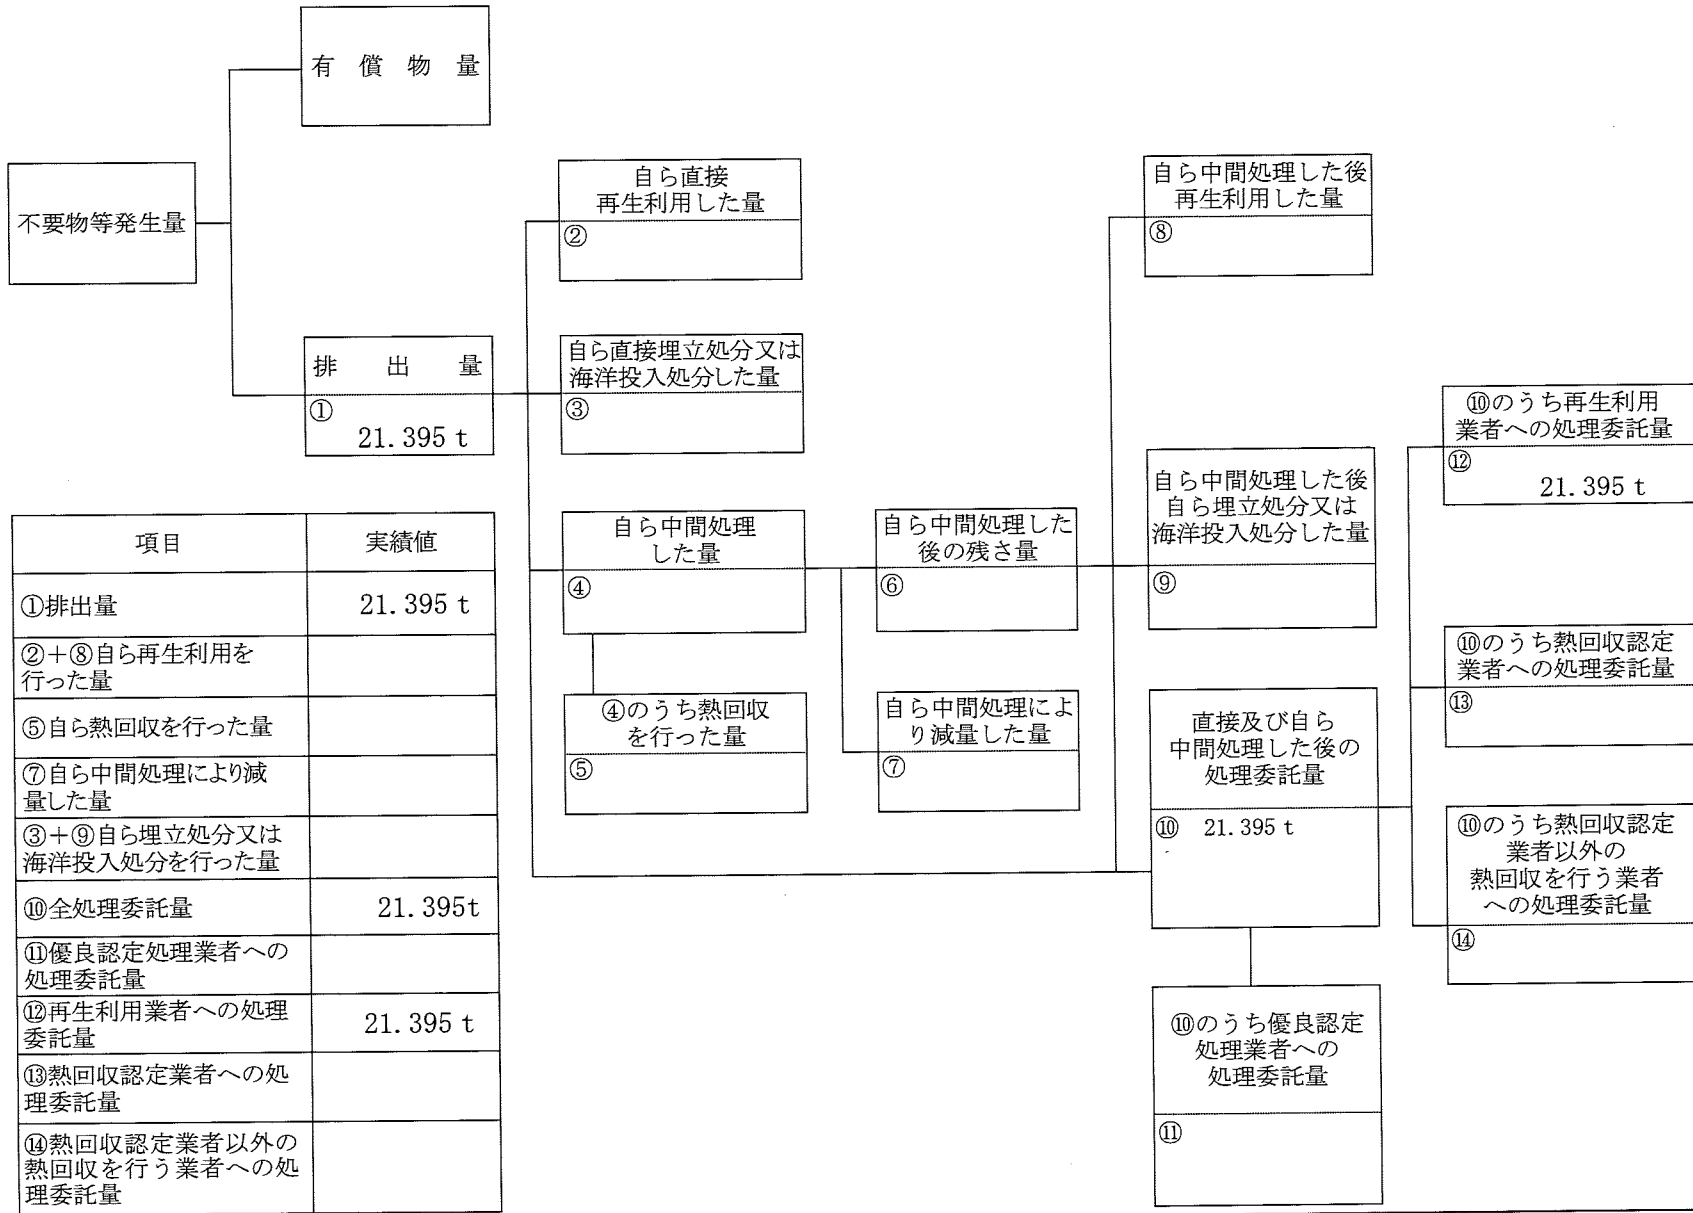 有償物量
不要物等発生量
排出量
①
21.395 t
自ら直接
再生利用した量
②
自ら直接埋立処分又は
海洋投入処分した量
③
自ら中間処理
した量
④
④のうち熱回収
を行った量
⑤
自ら中間処理した
後の残さ量
⑥
自ら中間処理によ
り減量した量
⑦
自ら中間処理した後
再生利用した量
⑧
自ら中間処理した後
自ら埋立処分又は
海洋投入処分した量
⑨
直接及び自ら
中間処理した後の
処理委託量
⑩ 21.395 t
⑩のうち優良認定
処理業者への
処理委託量
⑪
⑩のうち再生利用
業者への処理委託量
⑫
21.395 t
⑩のうち熱回収認定
業者への処理委託量
⑬
⑩のうち熱回収認定
業者以外の
熱回収を行う業者
への処理委託量
⑭
項目 実績値
①排出量 21.395 t
②+⑧自ら再生利用を
行った量
⑤自ら熱回収を行った量
⑦自ら中間処理により減
量した量
③+⑨自ら埋立処分又は
海洋投入処分を行った量
⑩全処理委託量 21.395t
⑪優良認定処理業者への
処理委託量
⑫再生利用業者への処理
委託量 21.395 t
⑬熱回収認定業者への処
理委託量
⑭熱回収認定業者以外の
熱回収を行う業者への処
理委託量